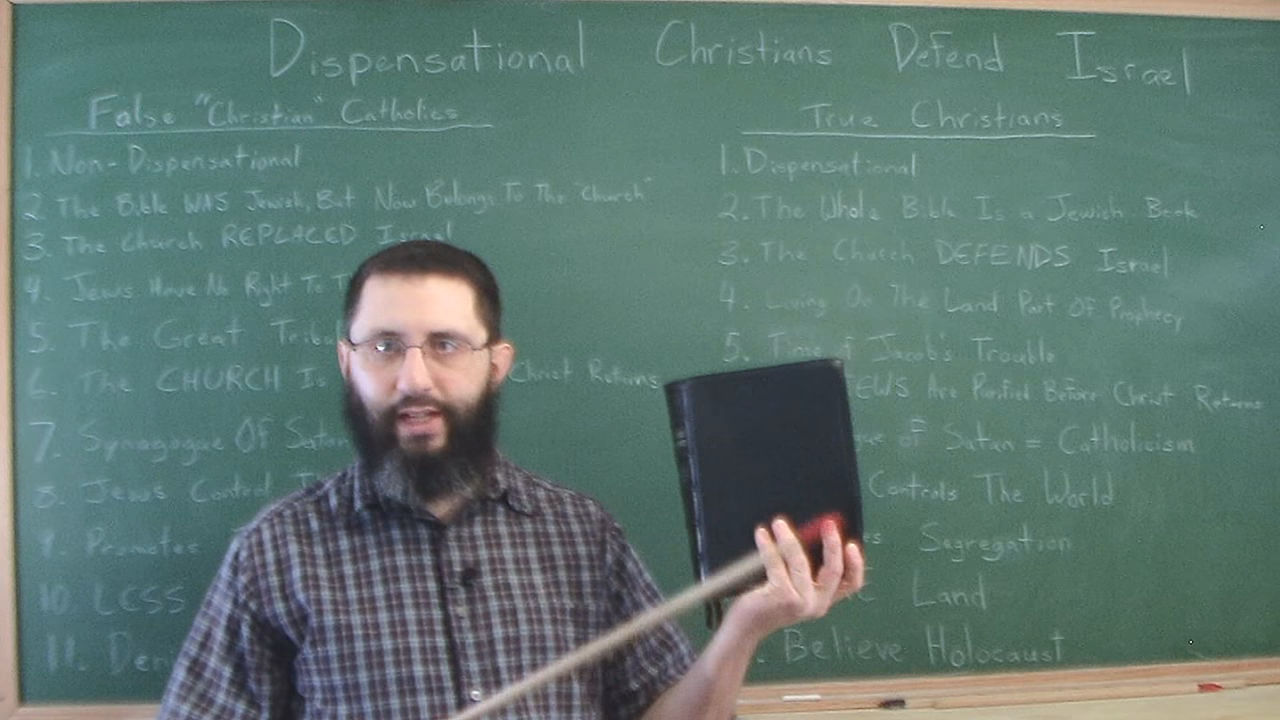 Dispensational Christians Defend Israel
False "Christian" Catholics
1. Non-Dispensational
2. The Bible WAS Jewish, But Now Belongs To The "Church"
3. The Church REPLACED Israel
4. Jews Have No Right To
5. The Great
6. The CHURCH Is Christ Returns
7. Synagogue Of Satan
8. Jews Control
9. Promotes
10. LESS
11.
True Christians
1. Dispensational
2. The Whole Bible Is a Jewish Book
3. The Church DEFENDS Israel
4. Living On The Land Part Of Prophecy
5. Time of Jacob's Trouble
Are Purified Before Christ Returns
of Satan = Catholicism
Controls The World
Segregation
Land
Believe Holocaust